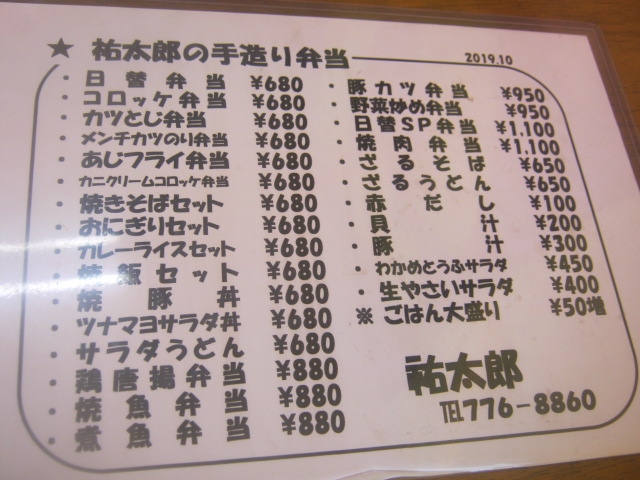 ★ 祐太郎の手造り弁当
2019.10
・日替弁当 ¥680
・コロッケ弁当 ¥680
・カツとじ弁当 ¥680
・メンチカツのり弁当 ¥680
・あじフライ弁当 ¥680
・カニクリームコロッケ弁当 ¥680
・焼きそばセット ¥680
・おにぎりセット ¥680
・カレーライスセット ¥680
・焼飯セット ¥680
・焼豚丼 ¥680
・ツナマヨサラダ丼 ¥680
・サラダうどん ¥680
・鶏唐揚弁当 ¥880
・焼魚弁当 ¥880
・煮魚弁当 ¥880
・豚カツ弁当 ¥950
・野菜炒め弁当 ¥950
・日替SP弁当 ¥1,100
・焼肉弁当 ¥1,100
・ざるそば ¥650
・ざるうどん ¥650
・赤だし ¥100
・貝汁 ¥200
・豚汁 ¥300
・わかめとうふサラダ ¥450
・生やさいサラダ ¥400
※ ごはん大盛り ¥50増
祐太郎
TEL 776-8860